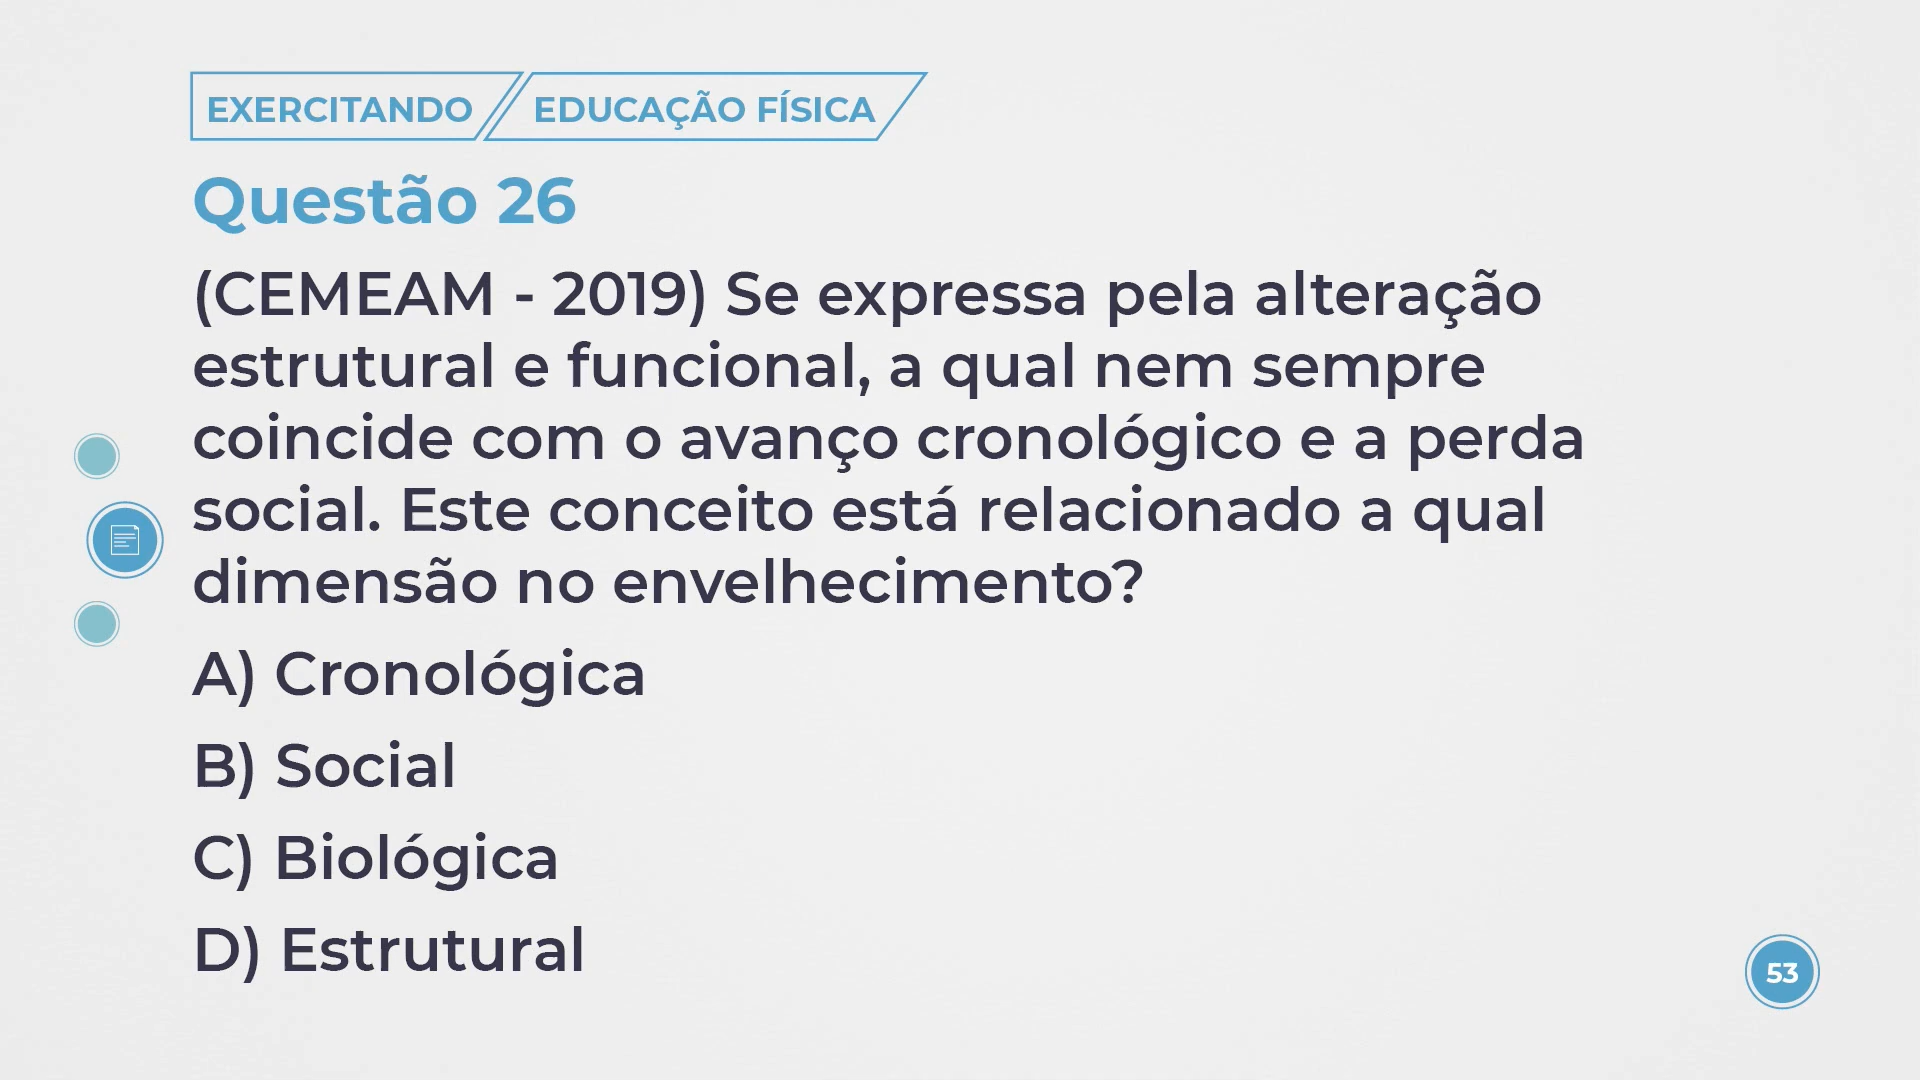 EXERCITANDO EDUCAÇÃO FÍSICA
Questão 26
(CEMEAM - 2019) Se expressa pela alteração
estrutural e funcional, a qual nem sempre
coincide com o avanço cronológico e a perda
social. Este conceito está relacionado a qual
dimensão no envelhecimento?
A) Cronológica
B) Social
C) Biológica
D) Estrutural
53